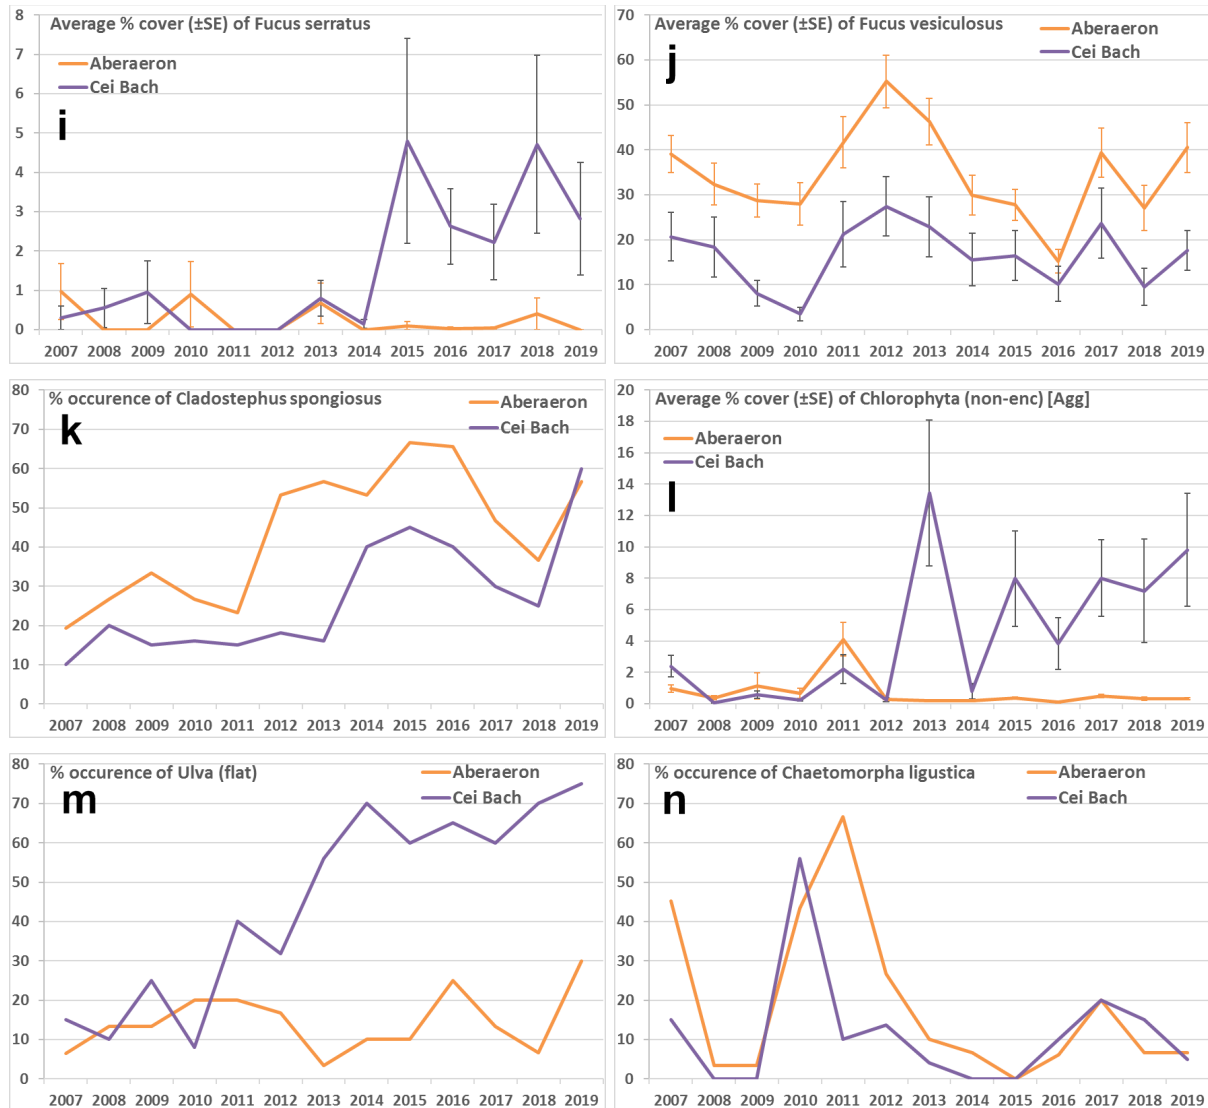 Average % cover (±SE) of Fucus serratus
Aberaeron
Cei Bach
i
8
7
6
5
4
3
2
1
0
2007 2008 2009 2010 2011 2012 2013 2014 2015 2016 2017 2018 2019
Average % cover (±SE) of Fucus vesiculosus
Aberaeron
Cei Bach
j
70
60
50
40
30
20
10
0
2007 2008 2009 2010 2011 2012 2013 2014 2015 2016 2017 2018 2019
% occurence of Cladostephus spongiosus
Aberaeron
Cei Bach
k
80
70
60
50
40
30
20
10
0
2007 2008 2009 2010 2011 2012 2013 2014 2015 2016 2017 2018 2019
Average % cover (±SE) of Chlorophyta (non-enc) [Agg]
Aberaeron
Cei Bach
l
20
18
16
14
12
10
8
6
4
2
0
2007 2008 2009 2010 2011 2012 2013 2014 2015 2016 2017 2018 2019
% occurence of Ulva (flat)
Aberaeron
Cei Bach
m
80
70
60
50
40
30
20
10
0
2007 2008 2009 2010 2011 2012 2013 2014 2015 2016 2017 2018 2019
% occurence of Chaetomorpha ligustica
Aberaeron
Cei Bach
n
80
70
60
50
40
30
20
10
0
2007 2008 2009 2010 2011 2012 2013 2014 2015 2016 2017 2018 2019